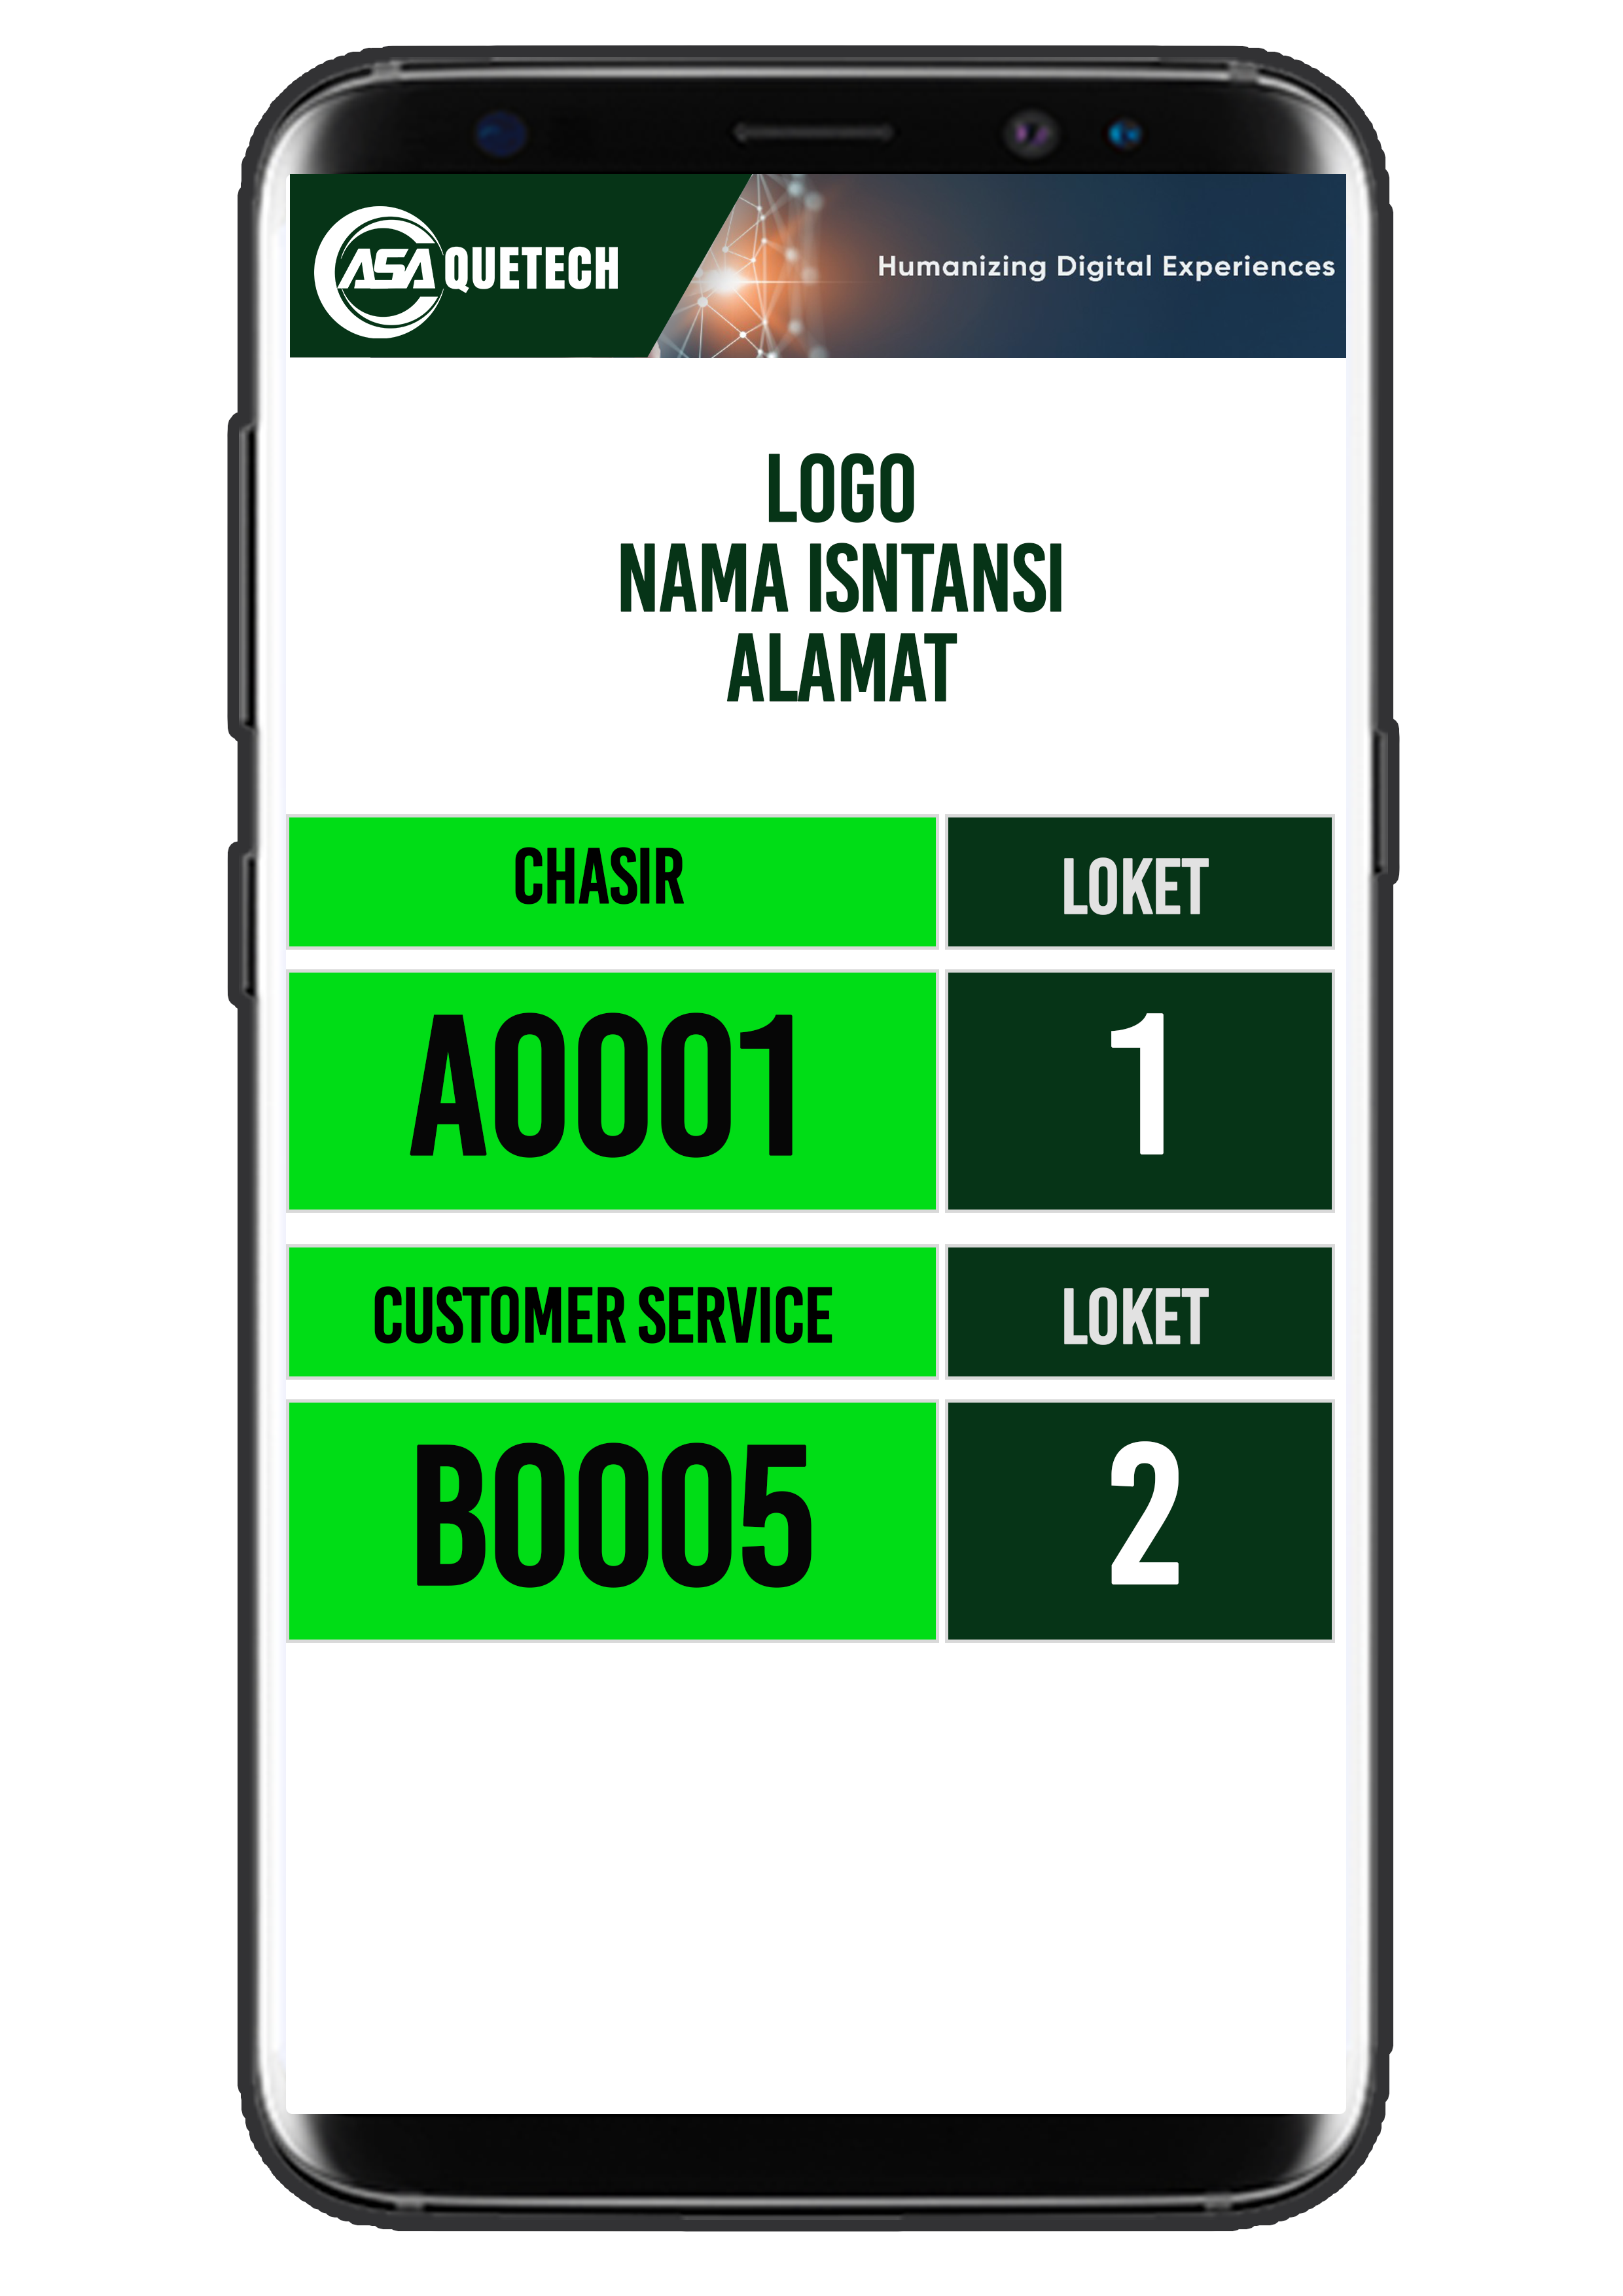 ASA QUETECH
Humanizing Digital Experiences
LOGO
NAMA ISNTANSI
ALAMAT
CHASIR
LOKET
A0001
1
CUSTOMER SERVICE
LOKET
B0005
2